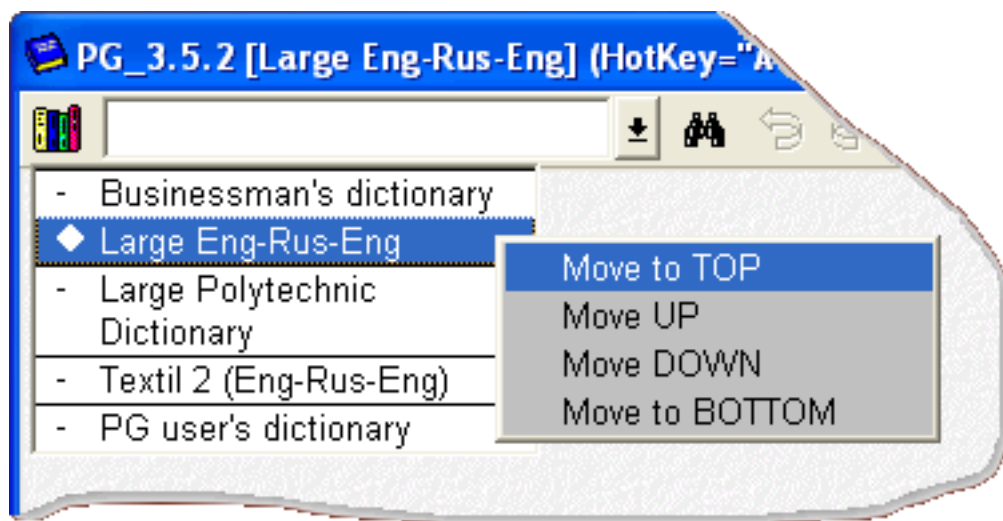 PG_3.5.2 [Large Eng-Rus-Eng] (HotKey="A
- Businessman's dictionary
Large Eng-Rus-Eng
- Large Polytechnic
Dictionary
- Textil 2 (Eng-Rus-Eng)
- PG user's dictionary
Move to TOP
Move UP
Move DOWN
Move to BOTTOM